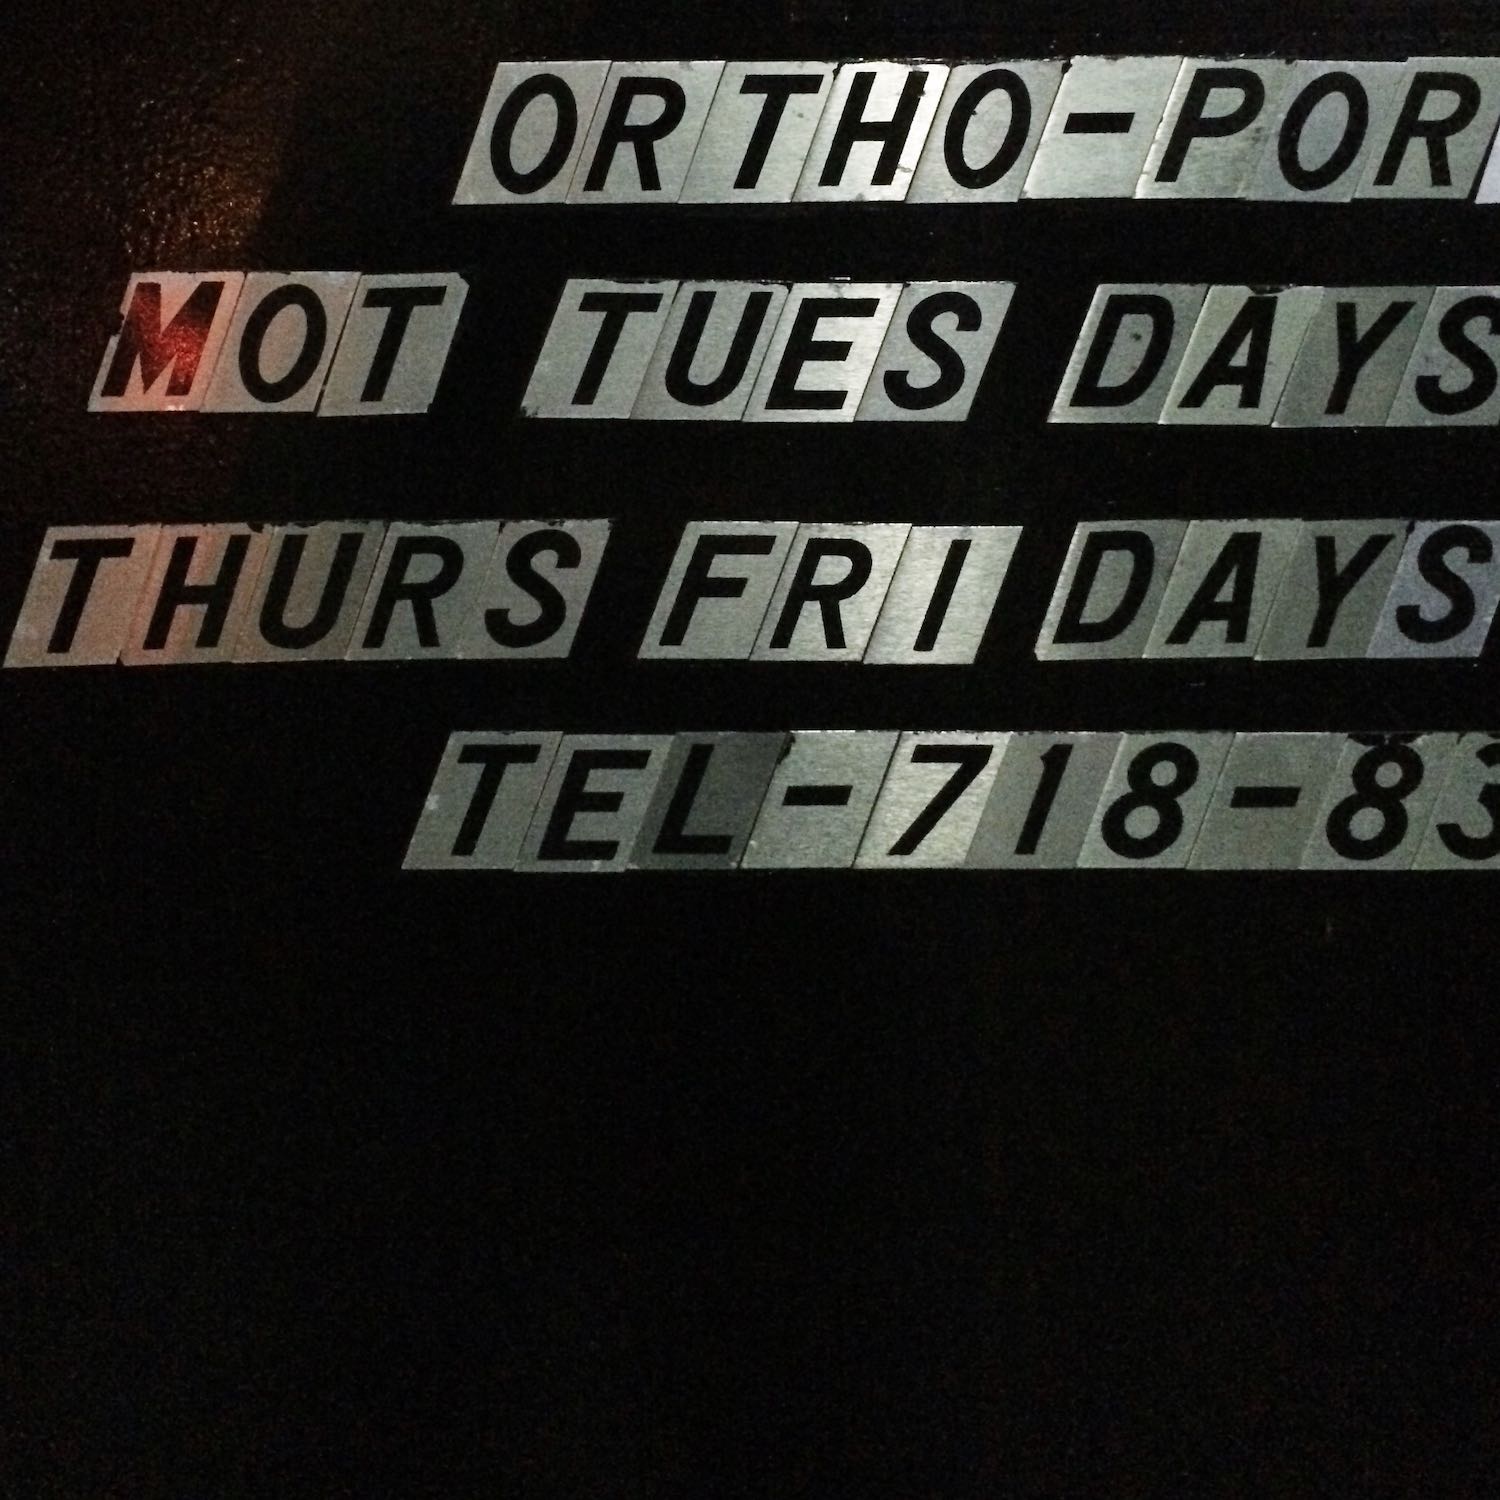 ORTHO-POR
MOT TUES DAYS
THURS FRI DAYS
TEL-718-83